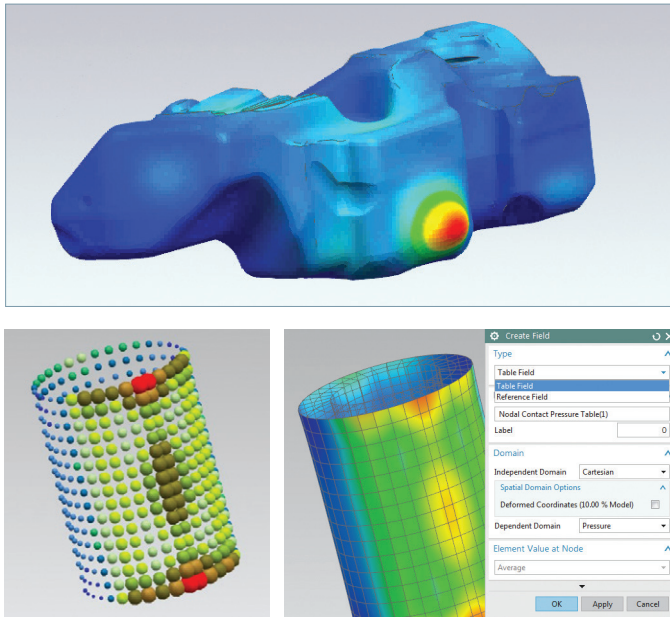 Create Field
Type
Table Field
Table Field
Reference Field
Nodal Contact Pressure Table(1)
Label 0
Domain
Independent Domain Cartesian
Spatial Domain Options
Deformed Coordinates (10.00 % Model)
Dependent Domain Pressure
Element Value at Node
Average
OK Apply Cancel